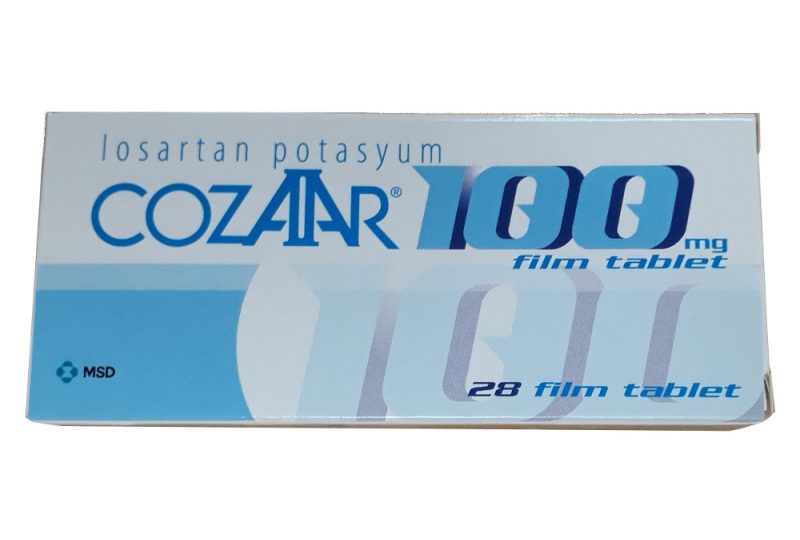 losartan potasyum
COZAAR® 100 mg
film tablet
MSD
28 film tablet